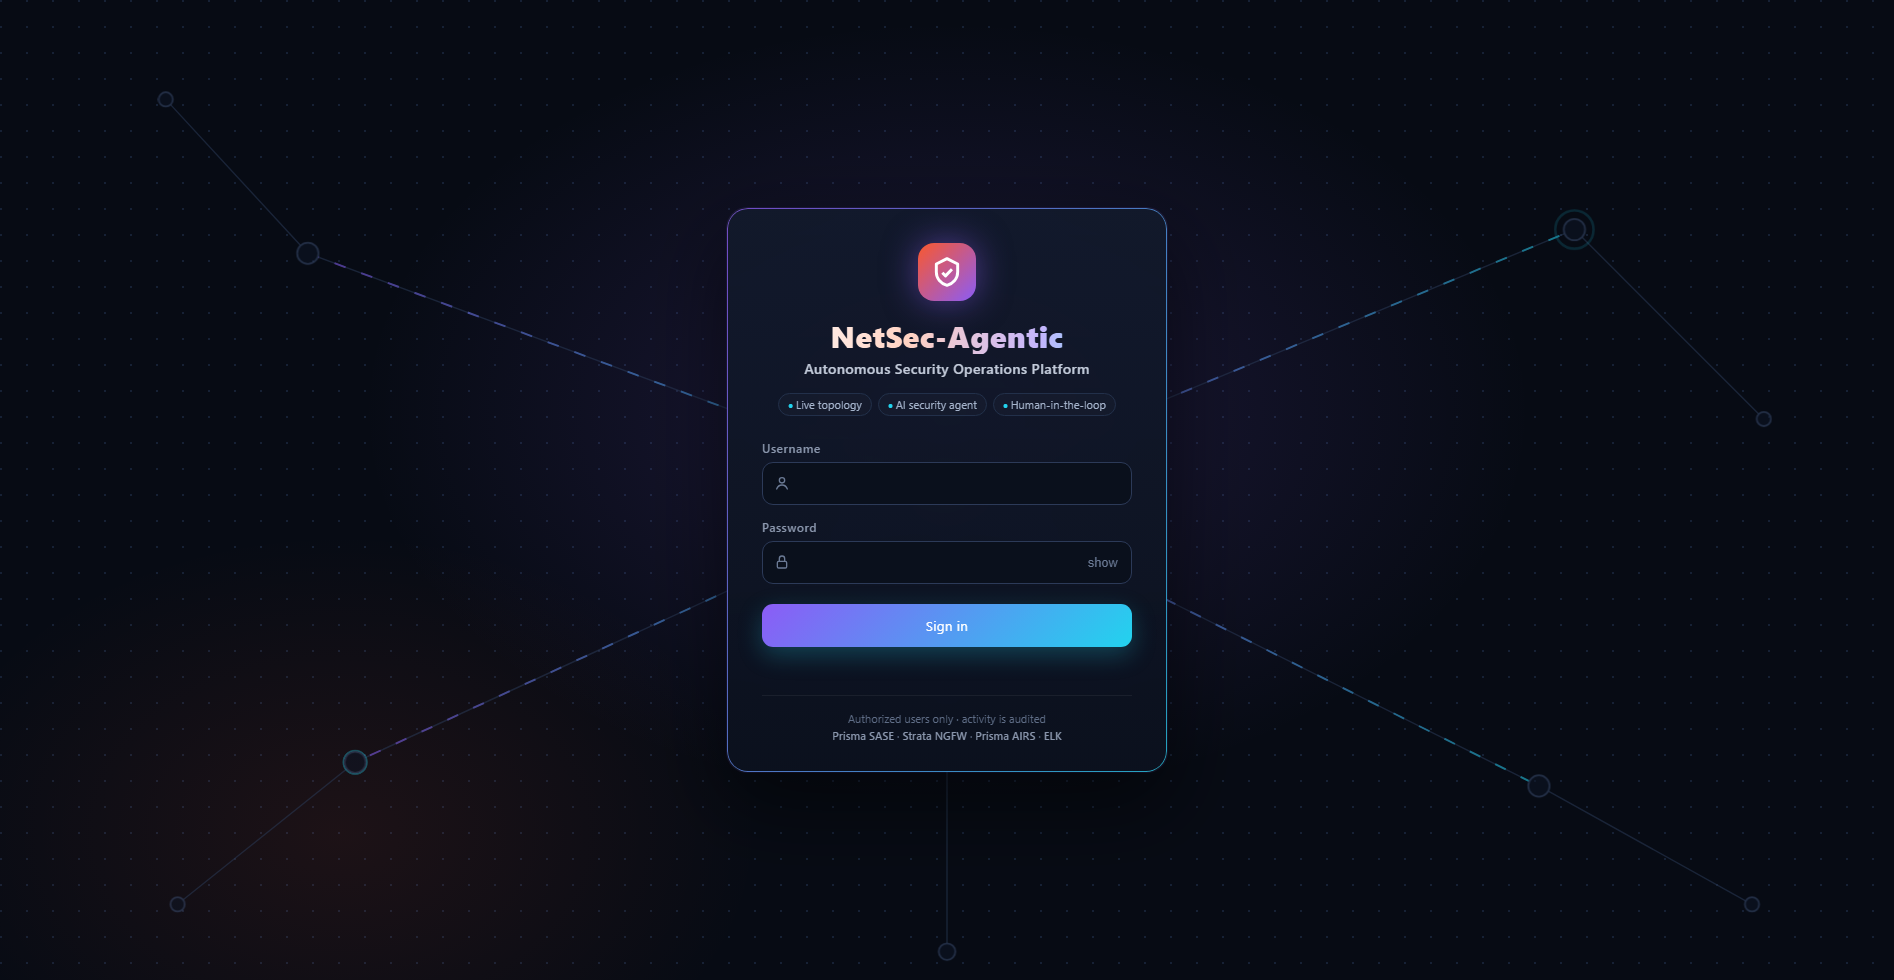 NetSec-Agentic
Autonomous Security Operations Platform
Live topology
AI security agent
Human-in-the-loop
Username
Password
show
Sign in
Authorized users only · activity is audited
Prisma SASE · Strata NGFW · Prisma AIRS · ELK